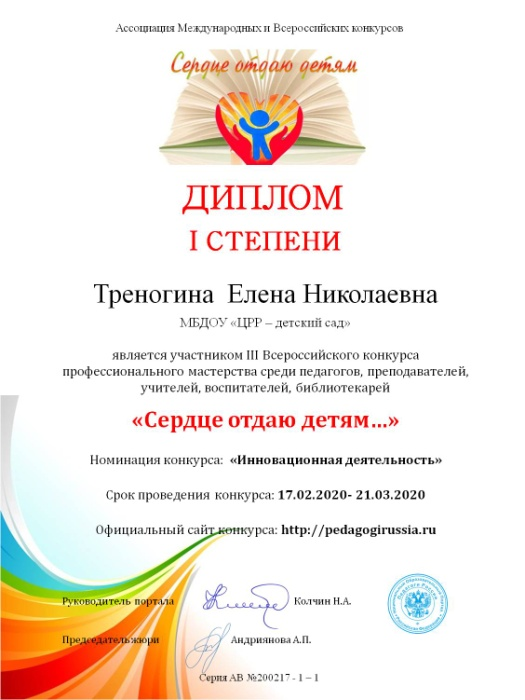 Ассоциация Международных и Всероссийских конкурсов
Сердце отдаю детям
ДИПЛОМ
I СТЕПЕНИ
Треногина Елена Николаевна
МБДОУ «ЦРР – детский сад»
является участником III Всероссийского конкурса
профессионального мастерства среди педагогов, преподавателей,
учителей, воспитателей, библиотекарей
«Сердце отдаю детям…»
Номинация конкурса: «Инновационная деятельность»
Срок проведения конкурса: 17.02.2020- 21.03.2020
Официальный сайт конкурса: http://pedagogirussia.ru
Руководитель портала Колчин Н.А.
Председательжюри Андриянова А.П.
Серия АВ №200217 - 1 – 1